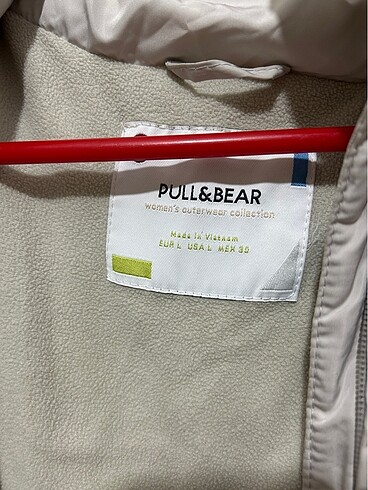 PULL&BEAR
women's outerwear collection
Made in Vietnam
EUR L USA L MEX 30